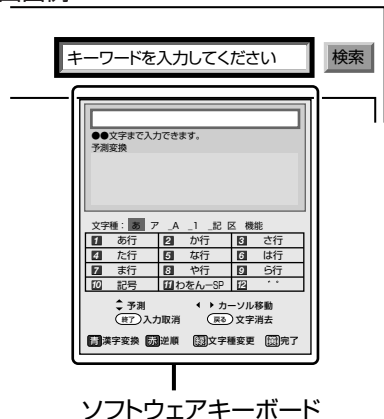 キーワードを入力してください 検索
●●文字まで入力できます。
予測変換
文字種： あ ア _A _1 _記 区 機能
1 あ行 2 か行 3 さ行
4 た行 5 な行 6 は行
7 ま行 8 や行 9 ら行
10 記号 11 わをん−SP 12 ゛゜
予測 カーソル移動
終了 入力取消 戻る 文字消去
青 漢字変換 赤 逆順 緑 文字種変更 黄 完了
ソフトウェアキーボード